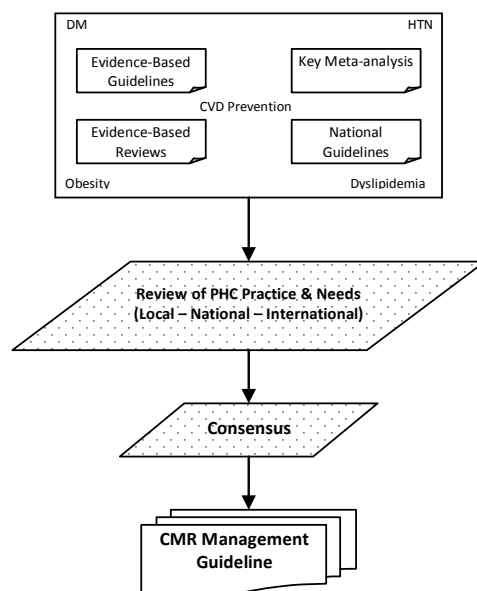 DM
HTN
Evidence-Based
Guidelines
Key Meta-analysis
CVD Prevention
Evidence-Based
Reviews
National
Guidelines
Obesity
Dyslipidemia
Review of PHC Practice & Needs
(Local – National – International)
Consensus
CMR Management
Guideline